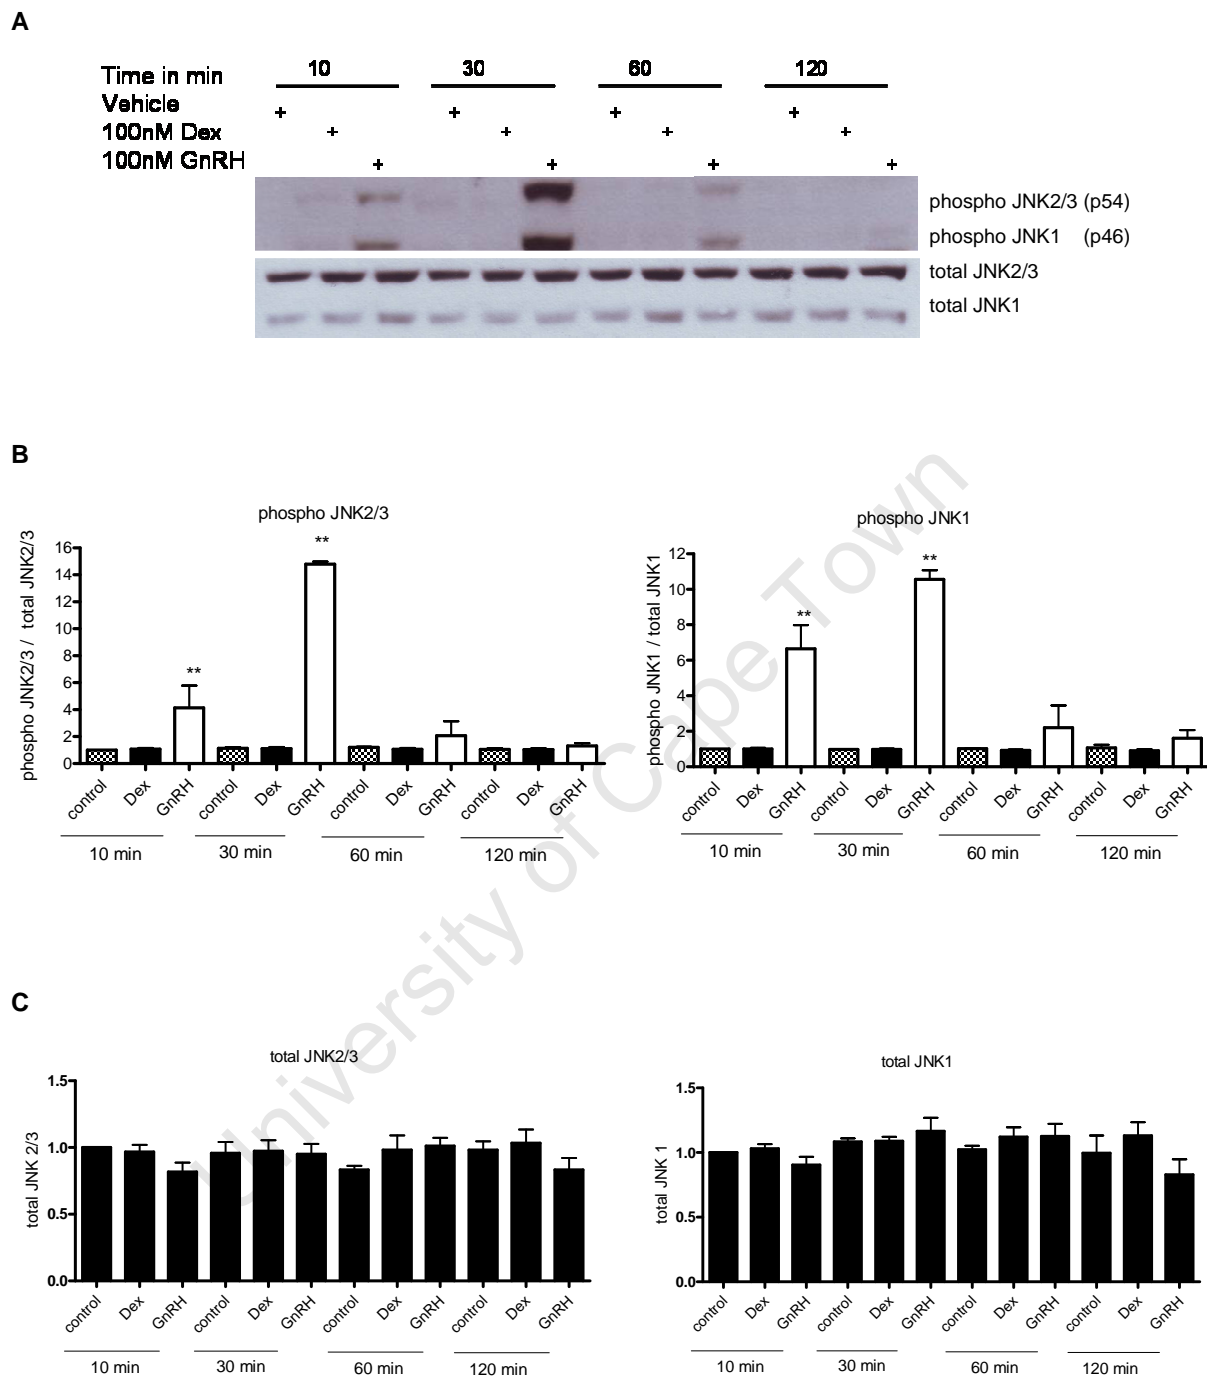 A
Time in min 10 30 60 120
Vehicle + + + +
100nM Dex + + + +
100nM GnRH + + + +
phospho JNK2/3 (p54)
phospho JNK1 (p46)
total JNK2/3
total JNK1
B
phospho JNK2/3
phospho JNK2/3 / total JNK2/3
16
14
12
10
8
6
4
2
0
**
**
control Dex GnRH control Dex GnRH control Dex GnRH control Dex GnRH
10 min 30 min 60 min 120 min
phospho JNK1
phospho JNK1 / total JNK1
12
10
8
6
4
2
0
**
**
control Dex GnRH control Dex GnRH control Dex GnRH control Dex GnRH
10 min 30 min 60 min 120 min
University of Cape Town
C
total JNK2/3
total JNK 2/3
1.5
1.0
0.5
0.0
control Dex GnRH control Dex GnRH control Dex GnRH control Dex GnRH
10 min 30 min 60 min 120 min
total JNK1
total JNK 1
1.5
1.0
0.5
0.0
control Dex GnRH control Dex GnRH control Dex GnRH control Dex GnRH
10 min 30 min 60 min 120 min